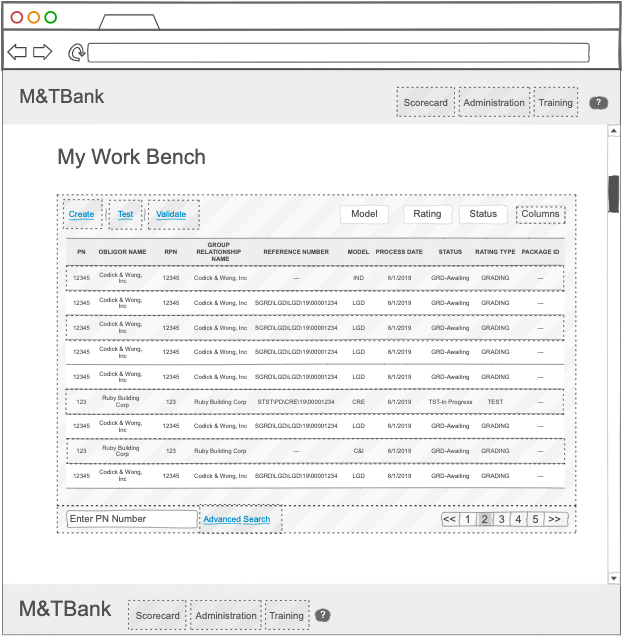 M&TBank
Scorecard Administration Training ?
My Work Bench
Create Test Validate Model Rating Status Columns
PN OBLIGOR NAME RPN GROUP RELATIONSHIP NAME REFERENCE NUMBER MODEL PROCESS DATE STATUS RATING TYPE PACKAGE ID
12345 Codick & Wong, Inc 12345 Codick & Wong, Inc --- IND 8/1/2019 GRD-Awaiting GRADING ---
12345 Codick & Wong, Inc 12345 Codick & Wong, Inc SGRD\LGD\LGD\19\00001234 LGD 8/1/2019 GRD-Awaiting GRADING ---
12345 Codick & Wong, Inc 12345 Codick & Wong, Inc SGRD\LGD\LGD\19\00001234 LGD 8/1/2019 GRD-Awaiting GRADING ---
12345 Codick & Wong, Inc 12345 Codick & Wong, Inc SGRD\LGD\LGD\19\00001234 LGD 8/1/2019 GRD-Awaiting GRADING ---
12345 Codick & Wong, Inc 12345 Codick & Wong, Inc SGRD\LGD\LGD\19\00001234 LGD 8/1/2019 GRD-Awaiting GRADING ---
123 Ruby Building Corp 123 Ruby Building Corp STST\PD\CRE\19\00001234 CRE 8/1/2019 TST-In Progress TEST ---
12345 Codick & Wong, Inc 12345 Codick & Wong, Inc SGRD\LGD\LGD\19\00001234 LGD 8/1/2019 GRD-Awaiting GRADING ---
123 Ruby Building Corp 123 Ruby Building Corp --- C&I 8/1/2019 GRD-Awaiting GRADING ---
12345 Codick & Wong, Inc 12345 Codick & Wong, Inc SGRD\LGD\LGD\19\00001234 LGD 8/1/2019 GRD-Awaiting GRADING ---
Enter PN Number Advanced Search << 1 2 3 4 5 >>
M&TBank Scorecard Administration Training ?